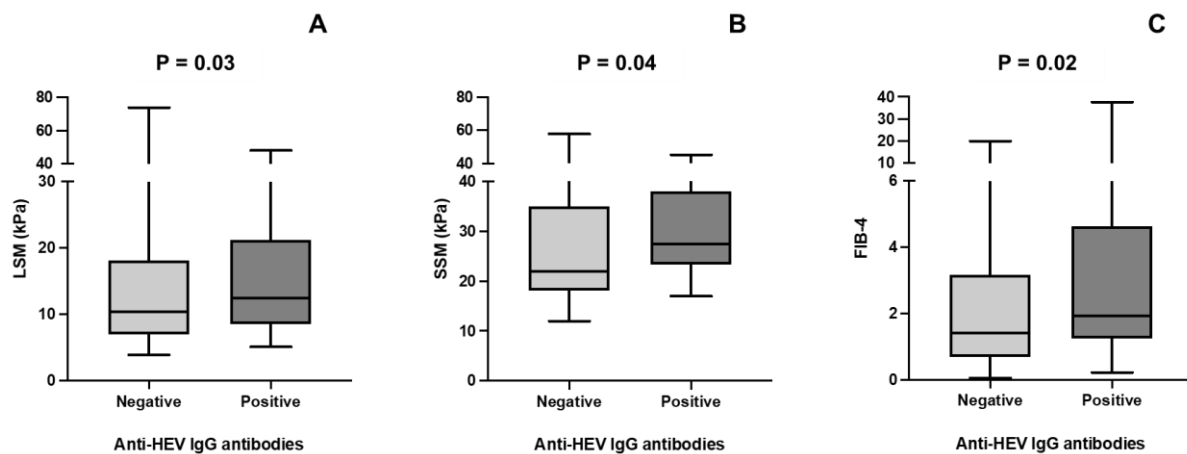 A
P = 0.03
80
60
40
30
20
10
0
LSM (kPa)
Negative Positive
Anti-HEV IgG antibodies
B
P = 0.04
80
60
40
40
30
20
10
0
SSM (kPa)
Negative Positive
Anti-HEV IgG antibodies
C
P = 0.02
40
30
20
10
6
4
2
0
FIB-4
Negative Positive
Anti-HEV IgG antibodies